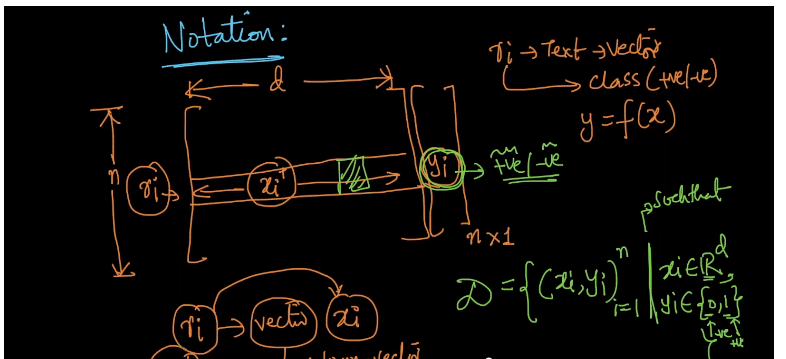 Notation:
ri → Text → vector
class (+ve/-ve)
y = f(x)
d
n
ri →
xiᵀ
yi → +ve/-ve
n×1
such that
D = {(xi, yi)ⁿᵢ₌₁ | xi ∈ ℝᵈ,
yi ∈ {0,1}}
-ve +ve
ri → vector xi